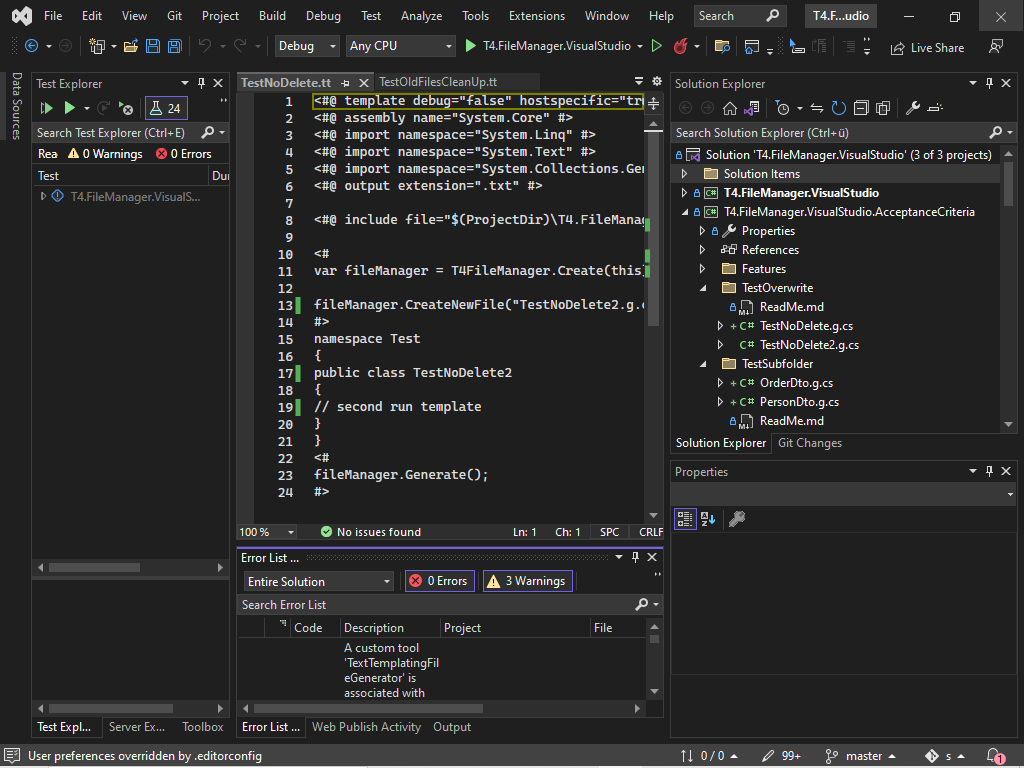 File Edit View Git Project Build Debug Test Analyze Tools Extensions Window Help Search T4.F...udio
Debug Any CPU T4.FileManager.VisualStudio Live Share
Data Sources
Test Explorer
24
Search Test Explorer (Ctrl+E)
Rea 0 Warnings 0 Errors
Test Du
T4.FileManager.VisualS...
Test Expl... Server Ex... Toolbox
TestNoDelete.tt TestOldFilesCleanUp.tt
1 <#@ template debug="false" hostspecific="tr
2 <#@ assembly name="System.Core" #>
3 <#@ import namespace="System.Linq" #>
4 <#@ import namespace="System.Text" #>
5 <#@ import namespace="System.Collections.Gen
6 <#@ output extension=".txt" #>
7
8 <#@ include file="$(ProjectDir)\T4.FileMana
9
10 <#
11 var fileManager = T4FileManager.Create(this)
12
13 fileManager.CreateNewFile("TestNoDelete2.g.c
14 #>
15 namespace Test
16 {
17 public class TestNoDelete2
18 {
19 // second run template
20 }
21 }
22 <#
23 fileManager.Generate();
24 #>
100 % No issues found Ln: 1 Ch: 1 SPC CRLF
Error List ...
Entire Solution 0 Errors 3 Warnings
Search Error List
Code Description Project File
A custom tool
'TextTemplatingFil
eGenerator' is
associated with
Error List ... Web Publish Activity Output
Solution Explorer
Search Solution Explorer (Ctrl+ü)
Solution 'T4.FileManager.VisualStudio' (3 of 3 projects)
Solution Items
C# T4.FileManager.VisualStudio
C# T4.FileManager.VisualStudio.AcceptanceCriteria
Properties
References
Features
TestOverwrite
ReadMe.md
+ C# TestNoDelete.g.cs
C# TestNoDelete2.g.cs
TestSubfolder
+ C# OrderDto.g.cs
+ C# PersonDto.g.cs
ReadMe.md
Solution Explorer Git Changes
Properties
User preferences overridden by .editorconfig 0 / 0 99+ master s 1